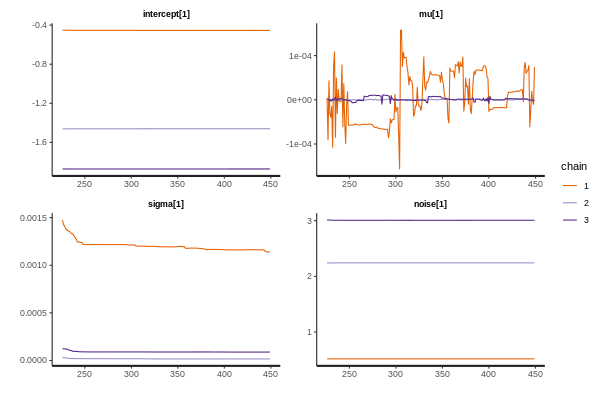 intercept[1]
-0.4
-0.8
-1.2
-1.6
250 300 350 400 450
mu[1]
1e-04
0e+00
-1e-04
250 300 350 400 450
sigma[1]
0.0015
0.0010
0.0005
0.0000
250 300 350 400 450
noise[1]
3
2
1
250 300 350 400 450
chain
1
2
3